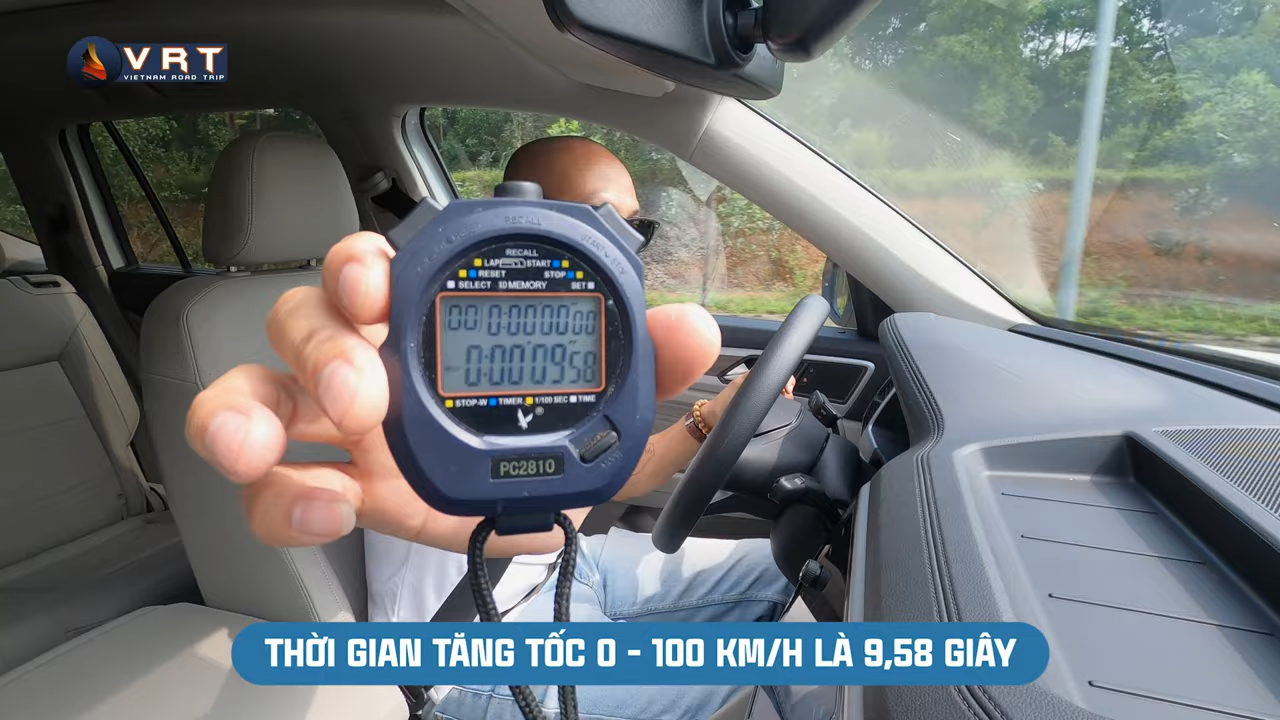 VRT
VIETNAM ROAD TRIP
RECALL
START STOP
RECALL
LAP START
RESET STOP
SELECT 10 MEMORY SET
00 0:00'00"00
0:00'09"58
STOP-W TIMER 1/100 SEC TIME
®
PC2810
THỜI GIAN TĂNG TỐC 0 - 100 KM/H LÀ 9,58 GIÂY